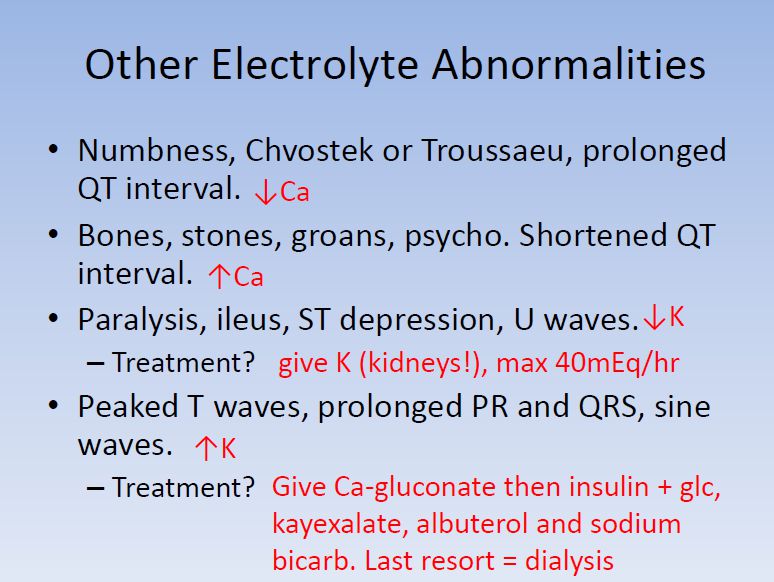 Other Electrolyte Abnormalities
• Numbness, Chvostek or Troussaeu, prolonged
QT interval. ↓Ca
• Bones, stones, groans, psycho. Shortened QT
interval. ↑Ca
• Paralysis, ileus, ST depression, U waves. ↓K
– Treatment? give K (kidneys!), max 40mEq/hr
• Peaked T waves, prolonged PR and QRS, sine
waves. ↑K
– Treatment? Give Ca-gluconate then insulin + glc,
kayexalate, albuterol and sodium
bicarb. Last resort = dialysis